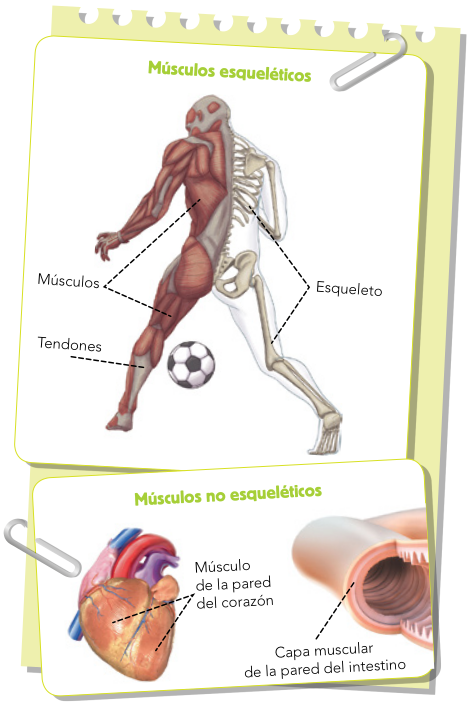 Músculos esqueléticos
Músculos
Esqueleto
Tendones
Músculos no esqueléticos
Músculo
de la pared
del corazón
Capa muscular
de la pared del intestino